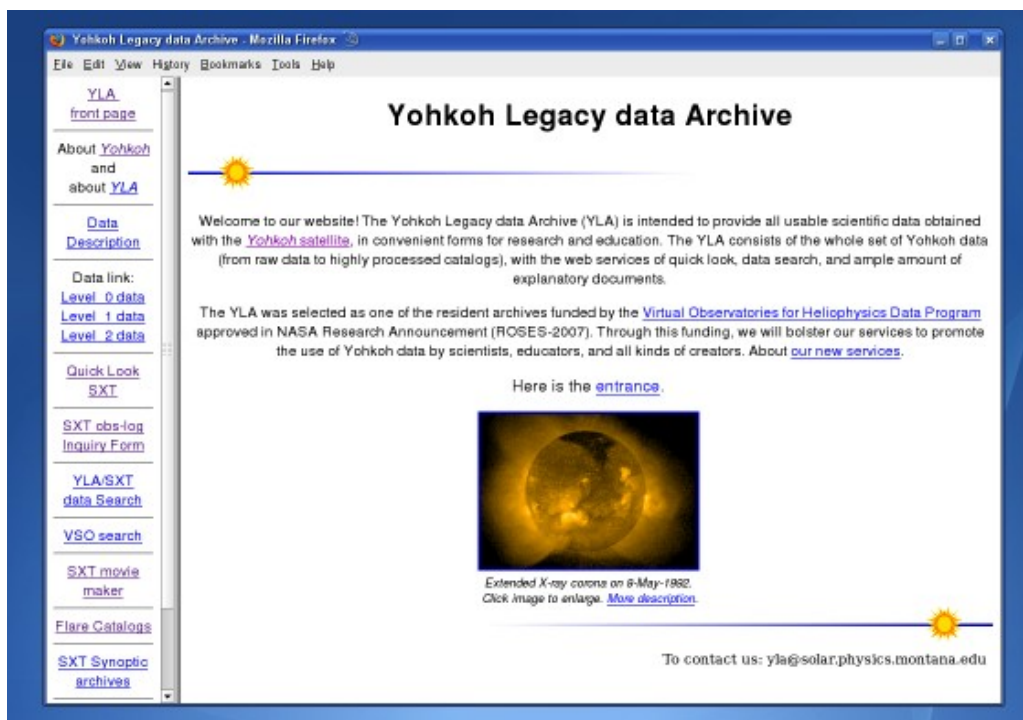 Yohkoh Legacy data Archive - Mozilla Firefox
File Edit View History Bookmarks Tools Help
YLA
front page
About Yohkoh
and
about YLA
Data
Description
Data link:
Level 0 data
Level 1 data
Level 2 data
Quick Look
SXT
SXT obs-log
Inquiry Form
YLA/SXT
data Search
VSO search
SXT movie
maker
Flare Catalogs
SXT Synoptic
archives
Yohkoh Legacy data Archive
Welcome to our website! The Yohkoh Legacy data Archive (YLA) is intended to provide all usable scientific data obtained
with the Yohkoh satellite, in convenient forms for research and education. The YLA consists of the whole set of Yohkoh data
(from raw data to highly processed catalogs), with the web services of quick look, data search, and ample amount of
explanatory documents.
The YLA was selected as one of the resident archives funded by the Virtual Observatories for Heliophysics Data Program
approved in NASA Research Announcement (ROSES-2007). Through this funding, we will bolster our services to promote
the use of Yohkoh data by scientists, educators, and all kinds of creators. About our new services.
Here is the entrance.
Extended X-ray corona on 8-May-1992.
Click image to enlarge. More description.
To contact us: yla@solar.physics.montana.edu